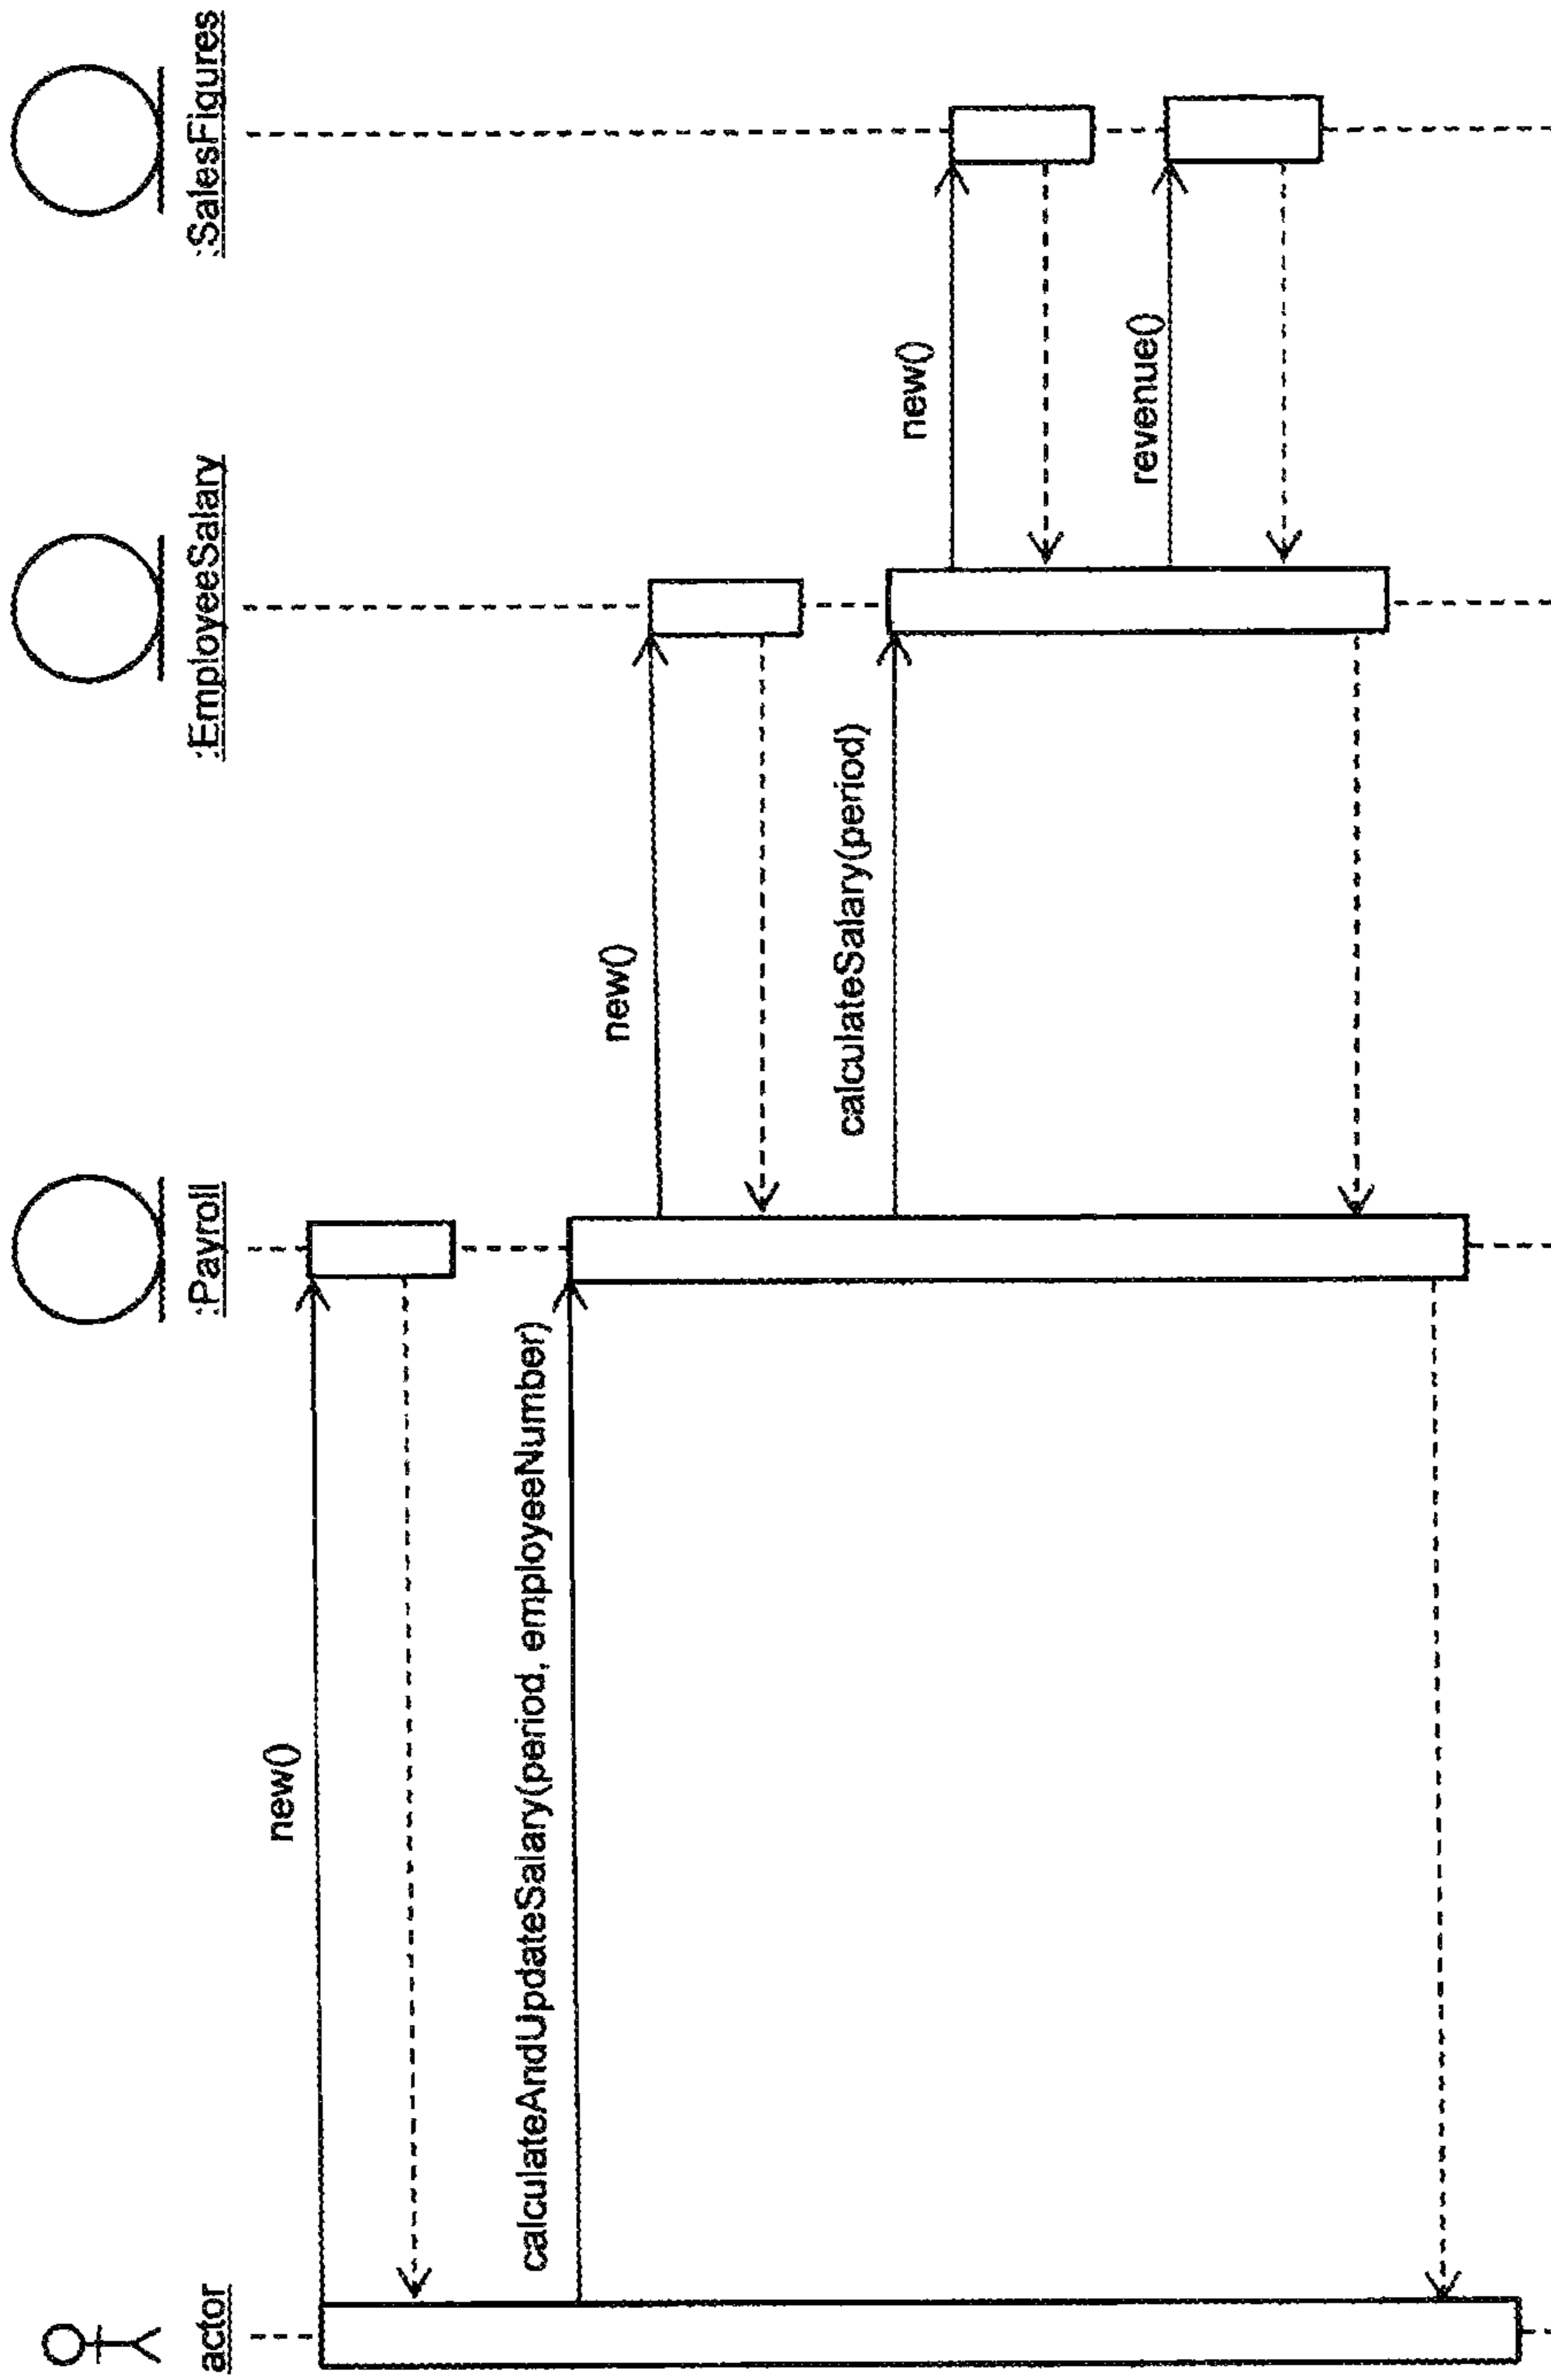 actor
:Payroll
:EmployeeSalary
:SalesFigures
new()
calculateAndUpdateSalary(period, employeeNumber)
new()
calculateSalary(period)
new()
revenue()